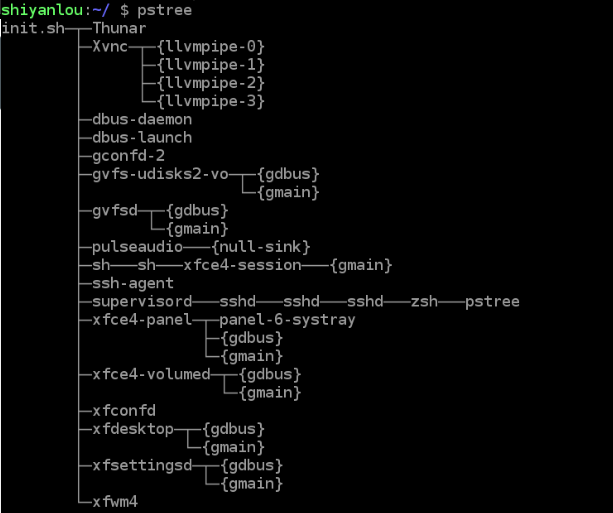 shiyanlou:~/ $ pstree
init.sh─┬─Thunar
        ├─Xvnc─┬─{llvmpipe-0}
        │      ├─{llvmpipe-1}
        │      ├─{llvmpipe-2}
        │      └─{llvmpipe-3}
        ├─dbus-daemon
        ├─dbus-launch
        ├─gconfd-2
        ├─gvfs-udisks2-vo─┬─{gdbus}
        │                 └─{gmain}
        ├─gvfsd─┬─{gdbus}
        │       └─{gmain}
        ├─pulseaudio───{null-sink}
        ├─sh───sh───xfce4-session───{gmain}
        ├─ssh-agent
        ├─supervisord───sshd───sshd───sshd───zsh───pstree
        ├─xfce4-panel─┬─panel-6-systray
        │             ├─{gdbus}
        │             └─{gmain}
        ├─xfce4-volumed─┬─{gdbus}
        │               └─{gmain}
        ├─xfconfd
        ├─xfdesktop─┬─{gdbus}
        │           └─{gmain}
        ├─xfsettingsd─┬─{gdbus}
        │             └─{gmain}
        └─xfwm4